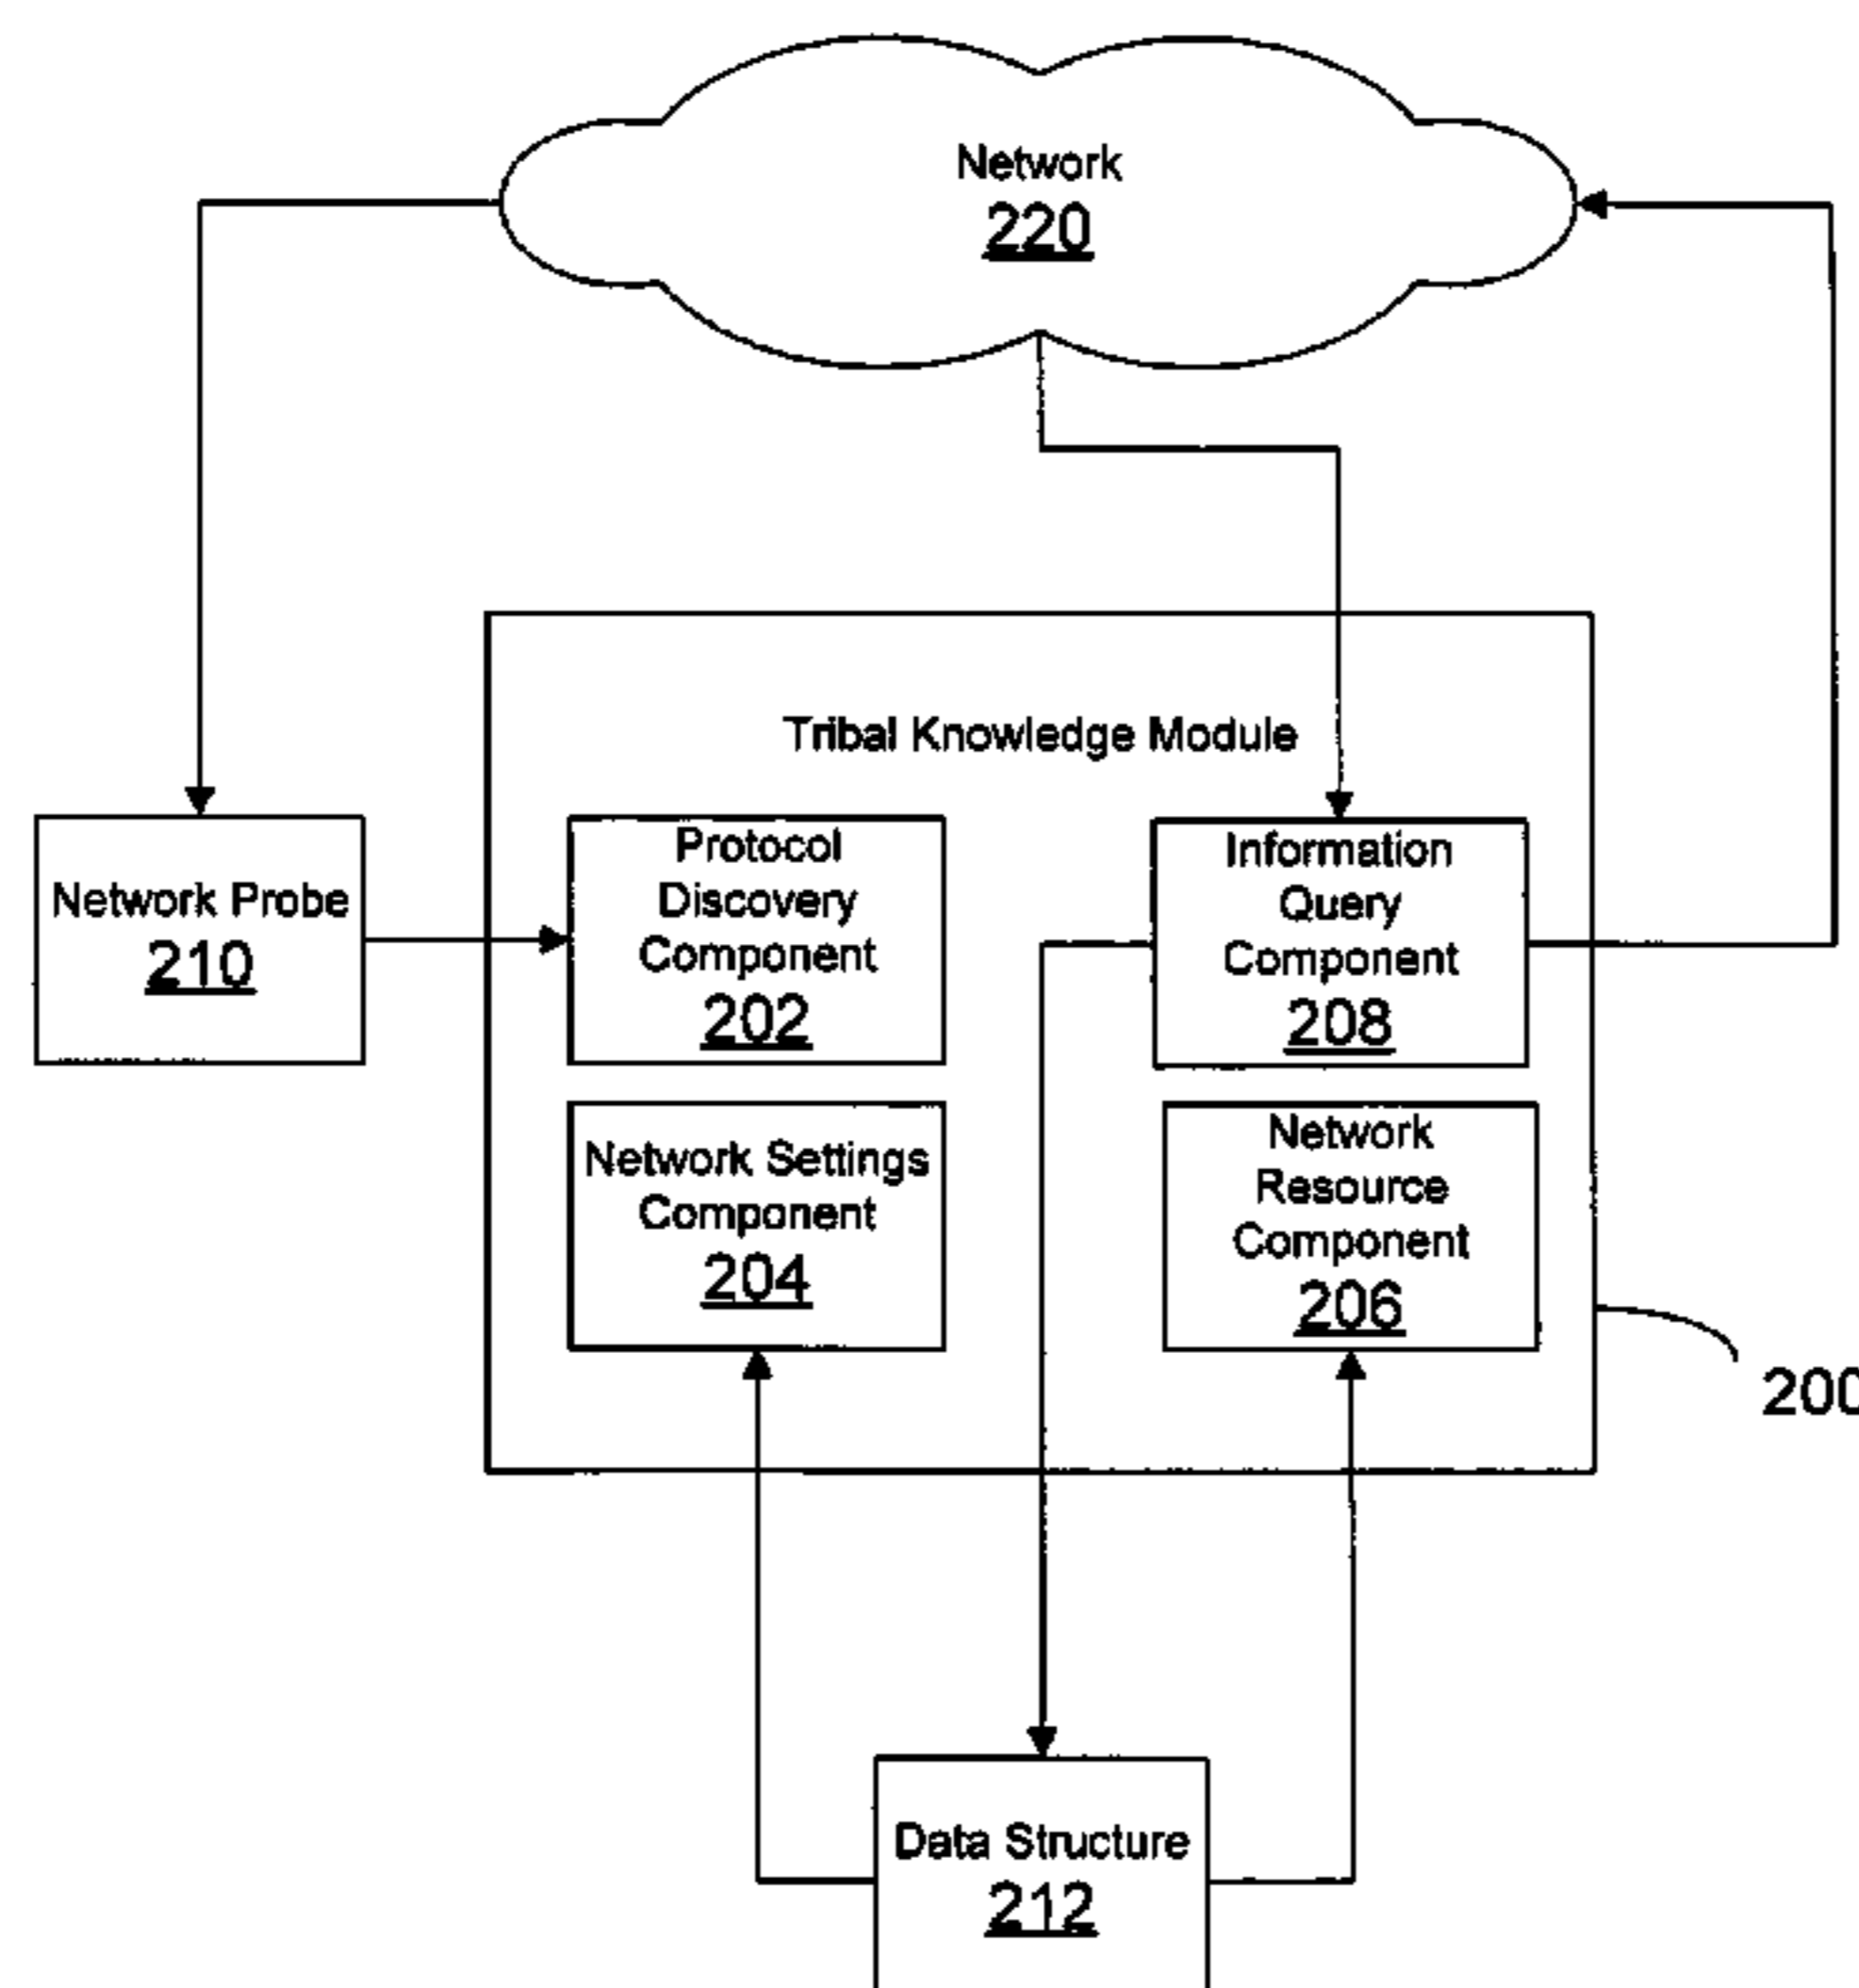 Network
220
Tribal Knowledge Module
Network Probe
210
Protocol
Discovery
Component
202
Information
Query
Component
208
Network Settings
Component
204
Network
Resource
Component
206
200
Data Structure
212